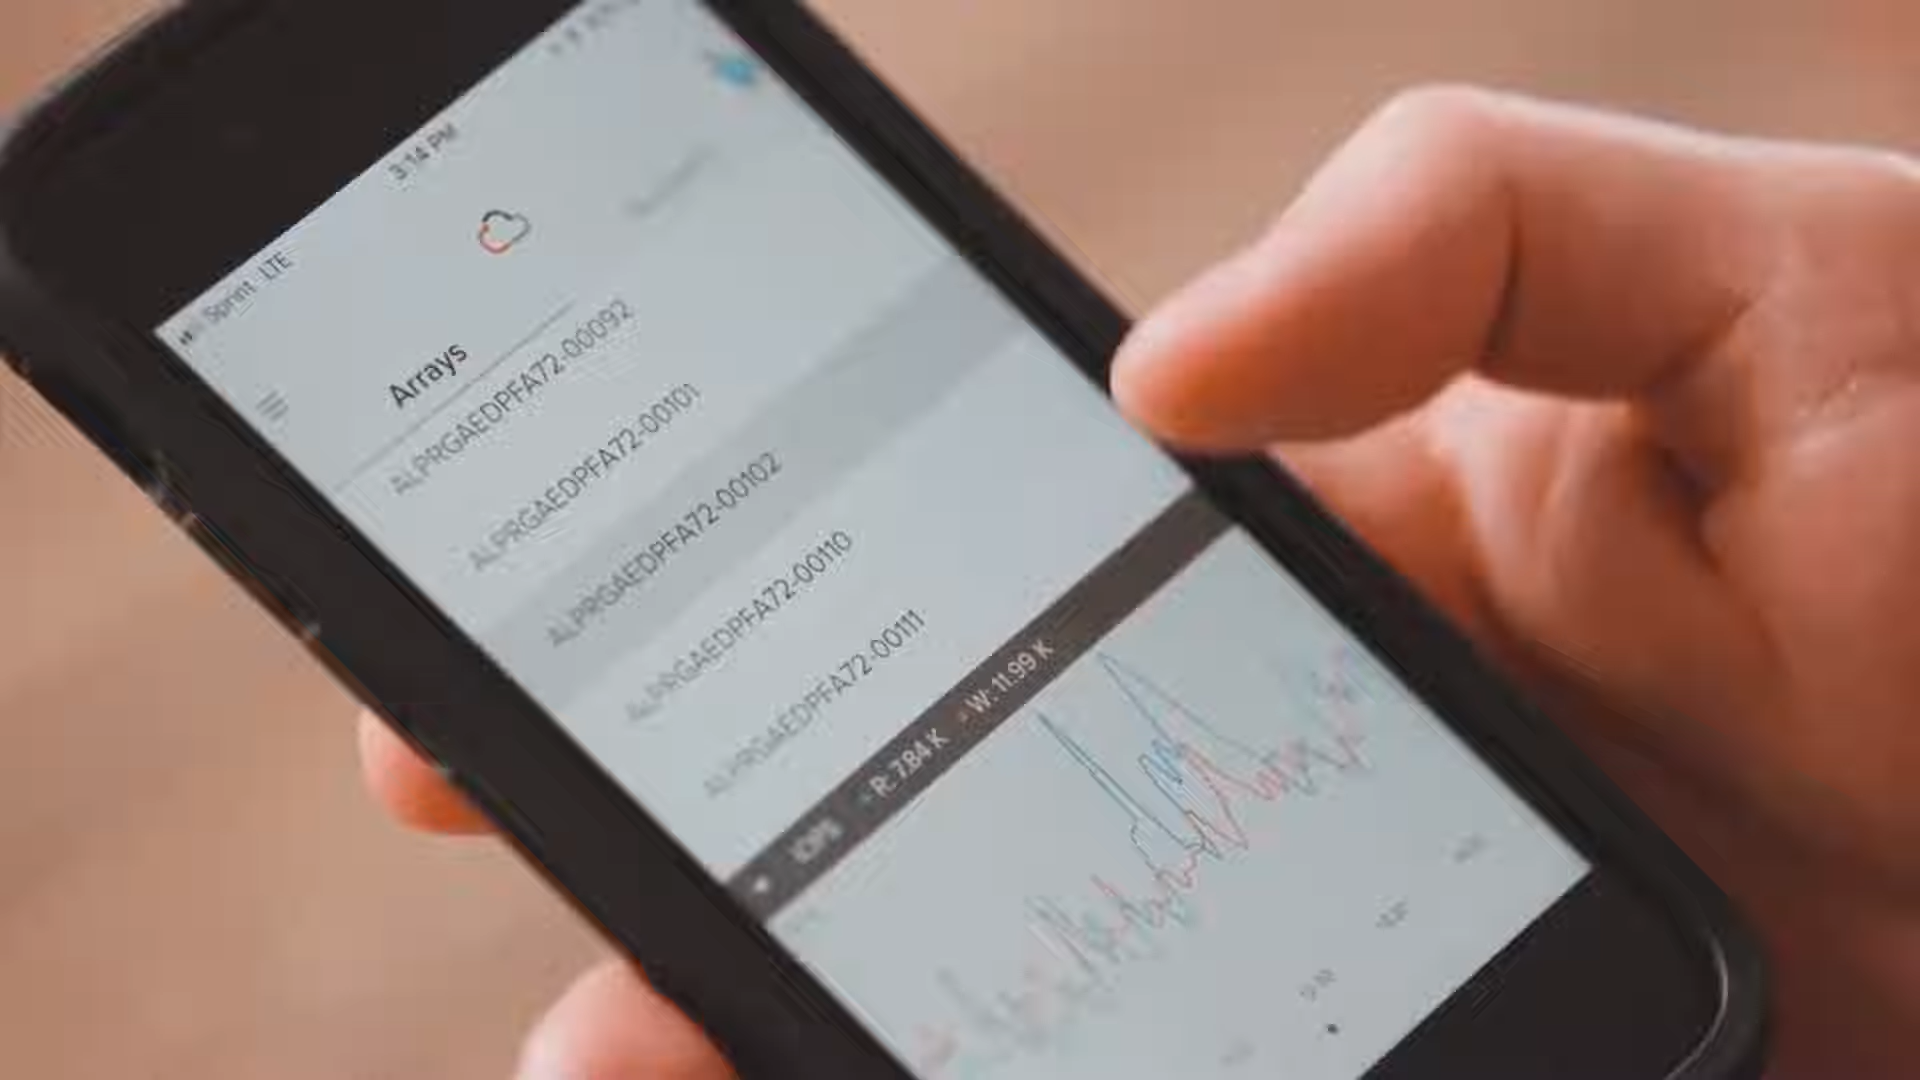 Sprint LTE
3:14 PM
Arrays
ALPRGAEDPFA72-00092
ALPRGAEDPFA72-00101
ALPRGAEDPFA72-00102
ALPRGAEDPFA72-00110
ALPRGAEDPFA72-00111
IOPS R: 7.84 K W: 11.99 K